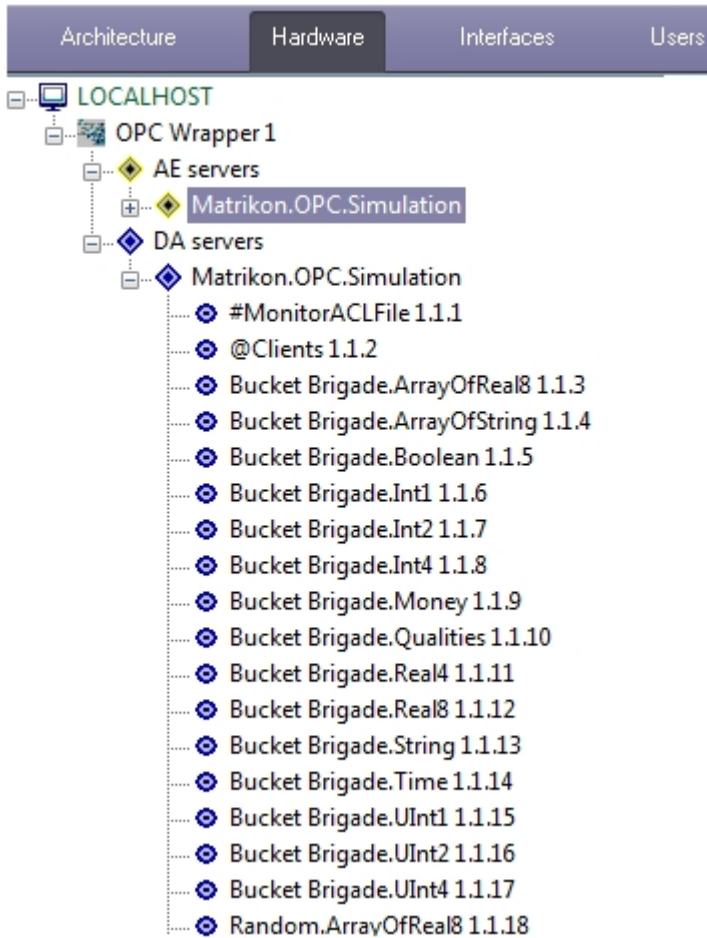 Architecture Hardware Interfaces Users
LOCALHOST
OPC Wrapper 1
AE servers
Matrikon.OPC.Simulation
DA servers
Matrikon.OPC.Simulation
#MonitorACLFile 1.1.1
@Clients 1.1.2
Bucket Brigade.ArrayOfReal8 1.1.3
Bucket Brigade.ArrayOfString 1.1.4
Bucket Brigade.Boolean 1.1.5
Bucket Brigade.Int1 1.1.6
Bucket Brigade.Int2 1.1.7
Bucket Brigade.Int4 1.1.8
Bucket Brigade.Money 1.1.9
Bucket Brigade.Qualities 1.1.10
Bucket Brigade.Real4 1.1.11
Bucket Brigade.Real8 1.1.12
Bucket Brigade.String 1.1.13
Bucket Brigade.Time 1.1.14
Bucket Brigade.UInt1 1.1.15
Bucket Brigade.UInt2 1.1.16
Bucket Brigade.UInt4 1.1.17
Random.ArrayOfReal8 1.1.18